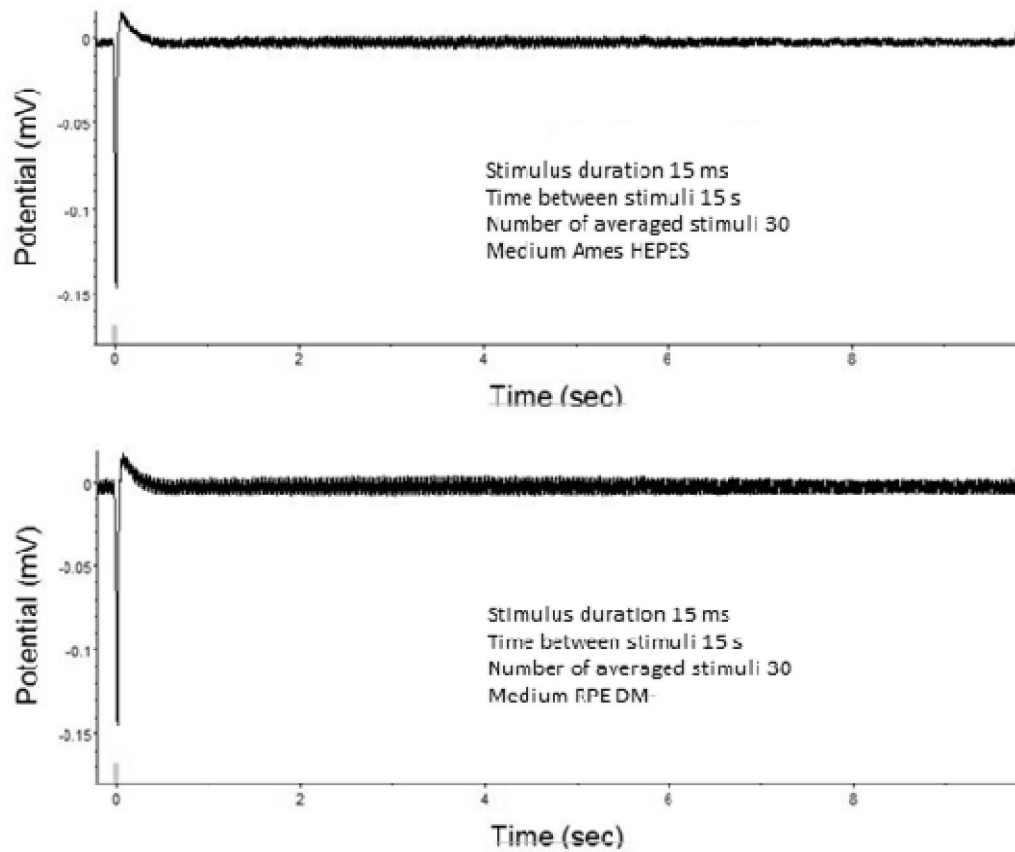 0
-0.05
-0.1
-0.15
Potential (mV)
Stimulus duration 15 ms
Time between stimuli 15 s
Number of averaged stimuli 30
Medium Ames HEPES
0 2 4 6 8
Time (sec)
0
-0.05
-0.1
-0.15
Potential (mV)
Stimulus duration 15 ms
Time between stimuli 15 s
Number of averaged stimuli 30
Medium RPE DM-
0 2 4 6 8
Time (sec)